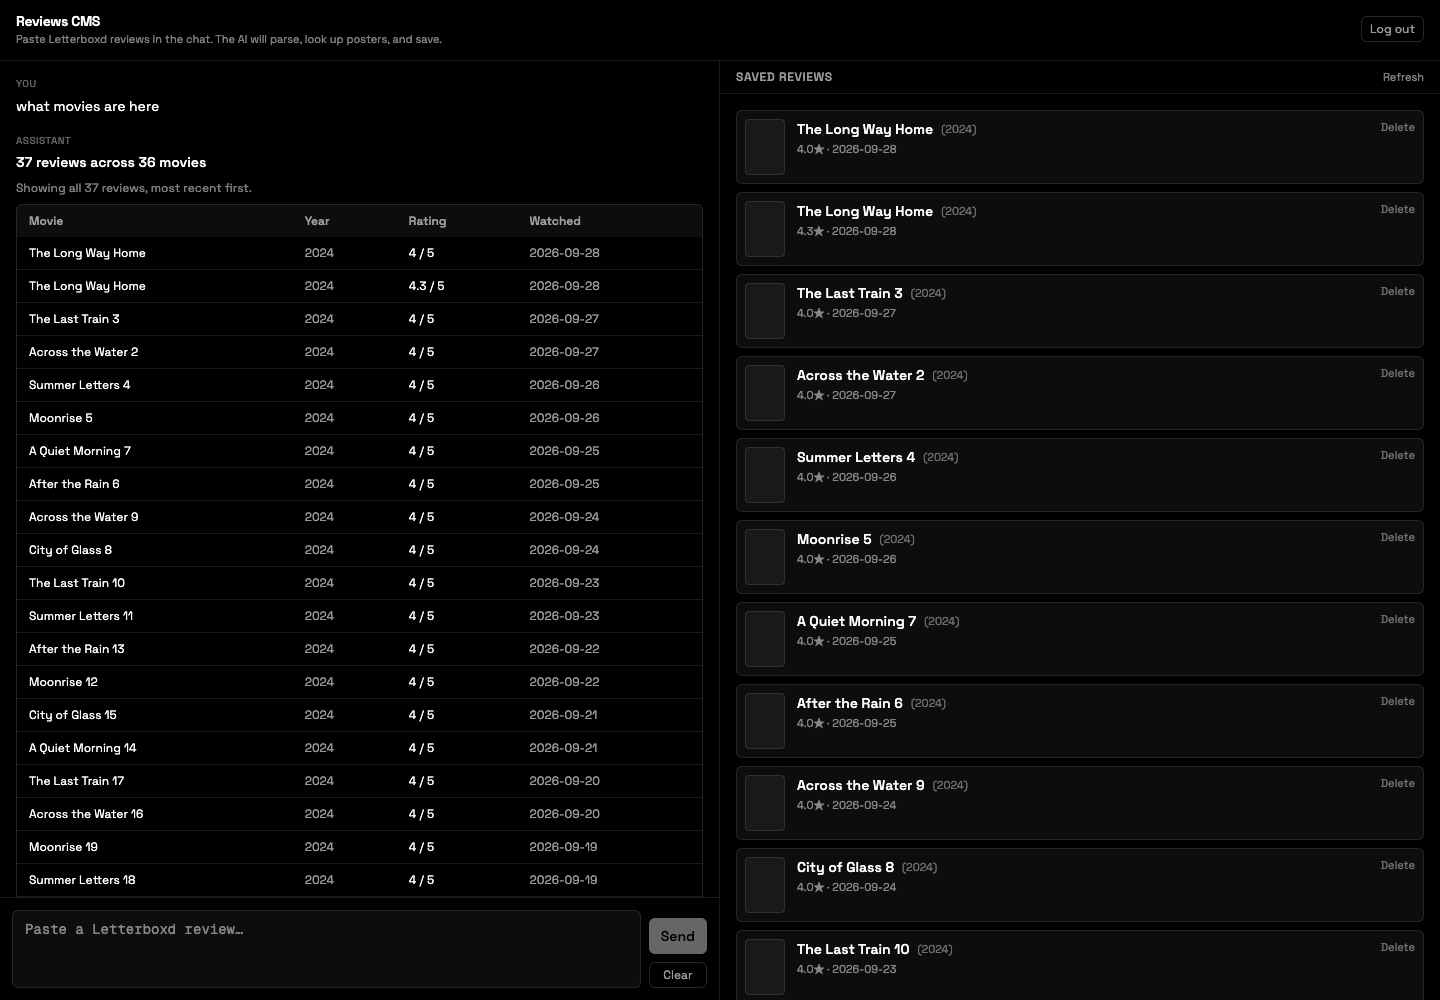 Reviews CMS
Paste Letterboxd reviews in the chat. The AI will parse, look up posters, and save.
Log out
YOU
what movies are here
ASSISTANT
37 reviews across 36 movies
Showing all 37 reviews, most recent first.
Movie Year Rating Watched
The Long Way Home 2024 4 / 5 2026-09-28
The Long Way Home 2024 4.3 / 5 2026-09-28
The Last Train 3 2024 4 / 5 2026-09-27
Across the Water 2 2024 4 / 5 2026-09-27
Summer Letters 4 2024 4 / 5 2026-09-26
Moonrise 5 2024 4 / 5 2026-09-26
A Quiet Morning 7 2024 4 / 5 2026-09-25
After the Rain 6 2024 4 / 5 2026-09-25
Across the Water 9 2024 4 / 5 2026-09-24
City of Glass 8 2024 4 / 5 2026-09-24
The Last Train 10 2024 4 / 5 2026-09-23
Summer Letters 11 2024 4 / 5 2026-09-23
After the Rain 13 2024 4 / 5 2026-09-22
Moonrise 12 2024 4 / 5 2026-09-22
City of Glass 15 2024 4 / 5 2026-09-21
A Quiet Morning 14 2024 4 / 5 2026-09-21
The Last Train 17 2024 4 / 5 2026-09-20
Across the Water 16 2024 4 / 5 2026-09-20
Moonrise 19 2024 4 / 5 2026-09-19
Summer Letters 18 2024 4 / 5 2026-09-19
Paste a Letterboxd review…
Send
Clear
SAVED REVIEWS
Refresh
The Long Way Home (2024) Delete
4.0★ · 2026-09-28
The Long Way Home (2024) Delete
4.3★ · 2026-09-28
The Last Train 3 (2024) Delete
4.0★ · 2026-09-27
Across the Water 2 (2024) Delete
4.0★ · 2026-09-27
Summer Letters 4 (2024) Delete
4.0★ · 2026-09-26
Moonrise 5 (2024) Delete
4.0★ · 2026-09-26
A Quiet Morning 7 (2024) Delete
4.0★ · 2026-09-25
After the Rain 6 (2024) Delete
4.0★ · 2026-09-25
Across the Water 9 (2024) Delete
4.0★ · 2026-09-24
City of Glass 8 (2024) Delete
4.0★ · 2026-09-24
The Last Train 10 (2024) Delete
4.0★ · 2026-09-23